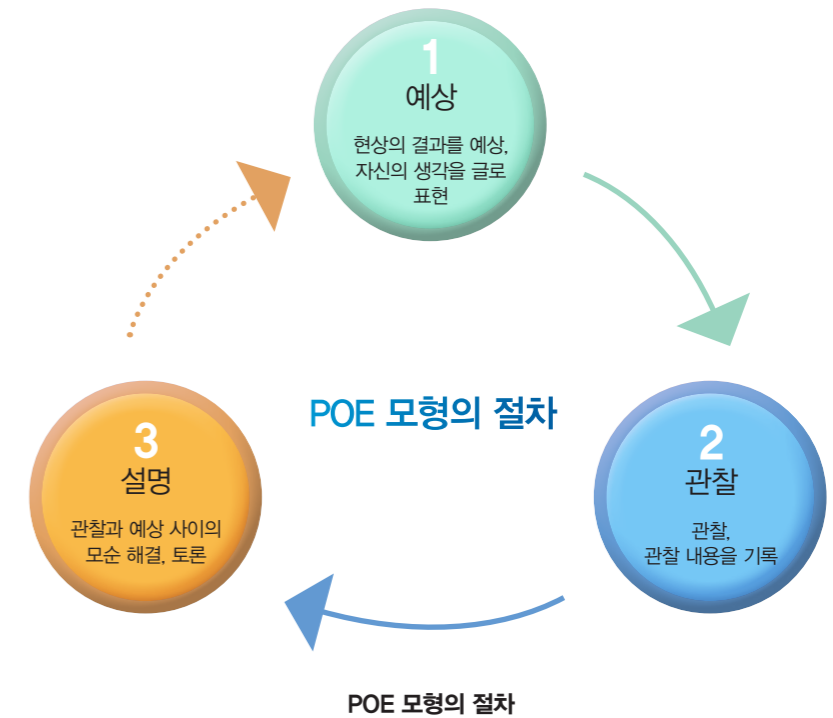 1
예상
현상의 결과를 예상,
자신의 생각을 글로
표현
POE 모형의 절차
2
관찰
관찰,
관찰 내용을 기록
3
설명
관찰과 예상 사이의
모순 해결, 토론
POE 모형의 절차